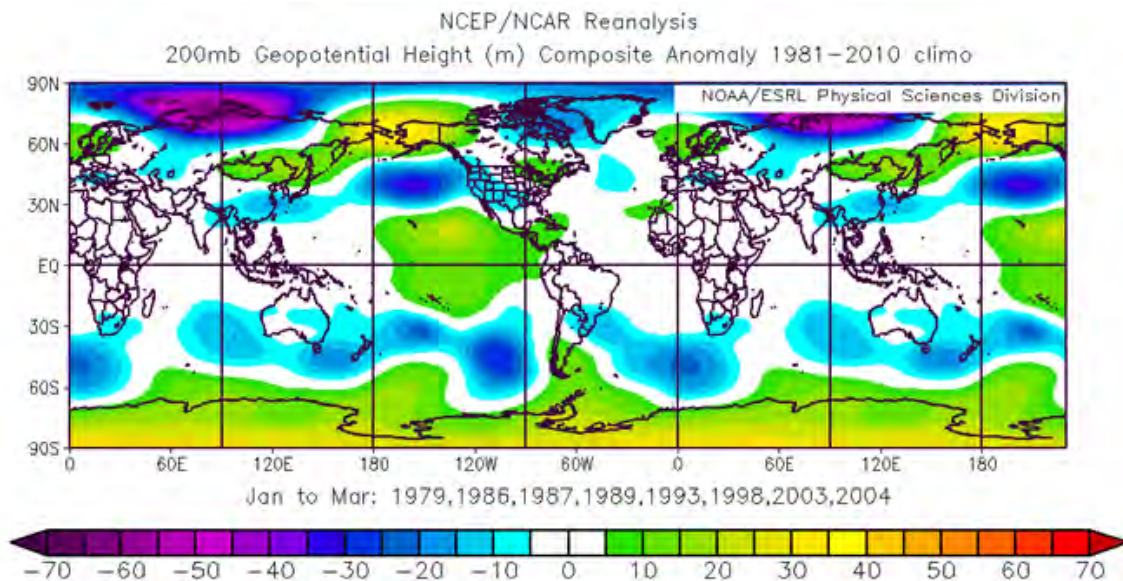 NCEP/NCAR Reanalysis
200mb Geopotential Height (m) Composite Anomaly 1981−2010 climo
NOAA/ESRL Physical Sciences Division
90N
60N
30N
EQ
30S
60S
90S
0 60E 120E 180 120W 60W 0 60E 120E 180
Jan to Mar: 1979,1986,1987,1989,1993,1998,2003,2004
−70 −60 −50 −40 −30 −20 −10 0 10 20 30 40 50 60 70